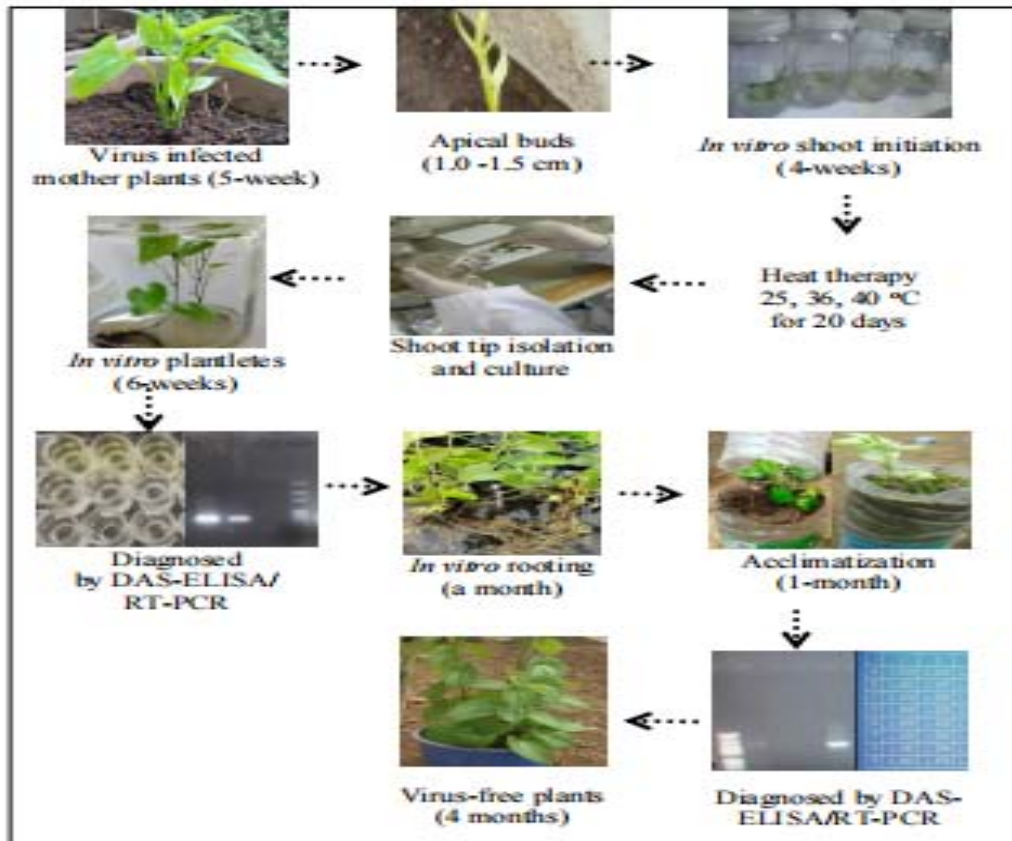 Virus infected
mother plants (5-week)
Apical buds
(1.0 -1.5 cm)
In vitro shoot initiation
(4-weeks)
Heat therapy
25, 36, 40 °C
for 20 days
Shoot tip isolation
and culture
In vitro plantletes
(6-weeks)
Diagnosed
by DAS-ELISA/
RT-PCR
In vitro rooting
(a month)
Acclimatization
(1-month)
Diagnosed by DAS-
ELISA/RT-PCR
Virus-free plants
(4 months)